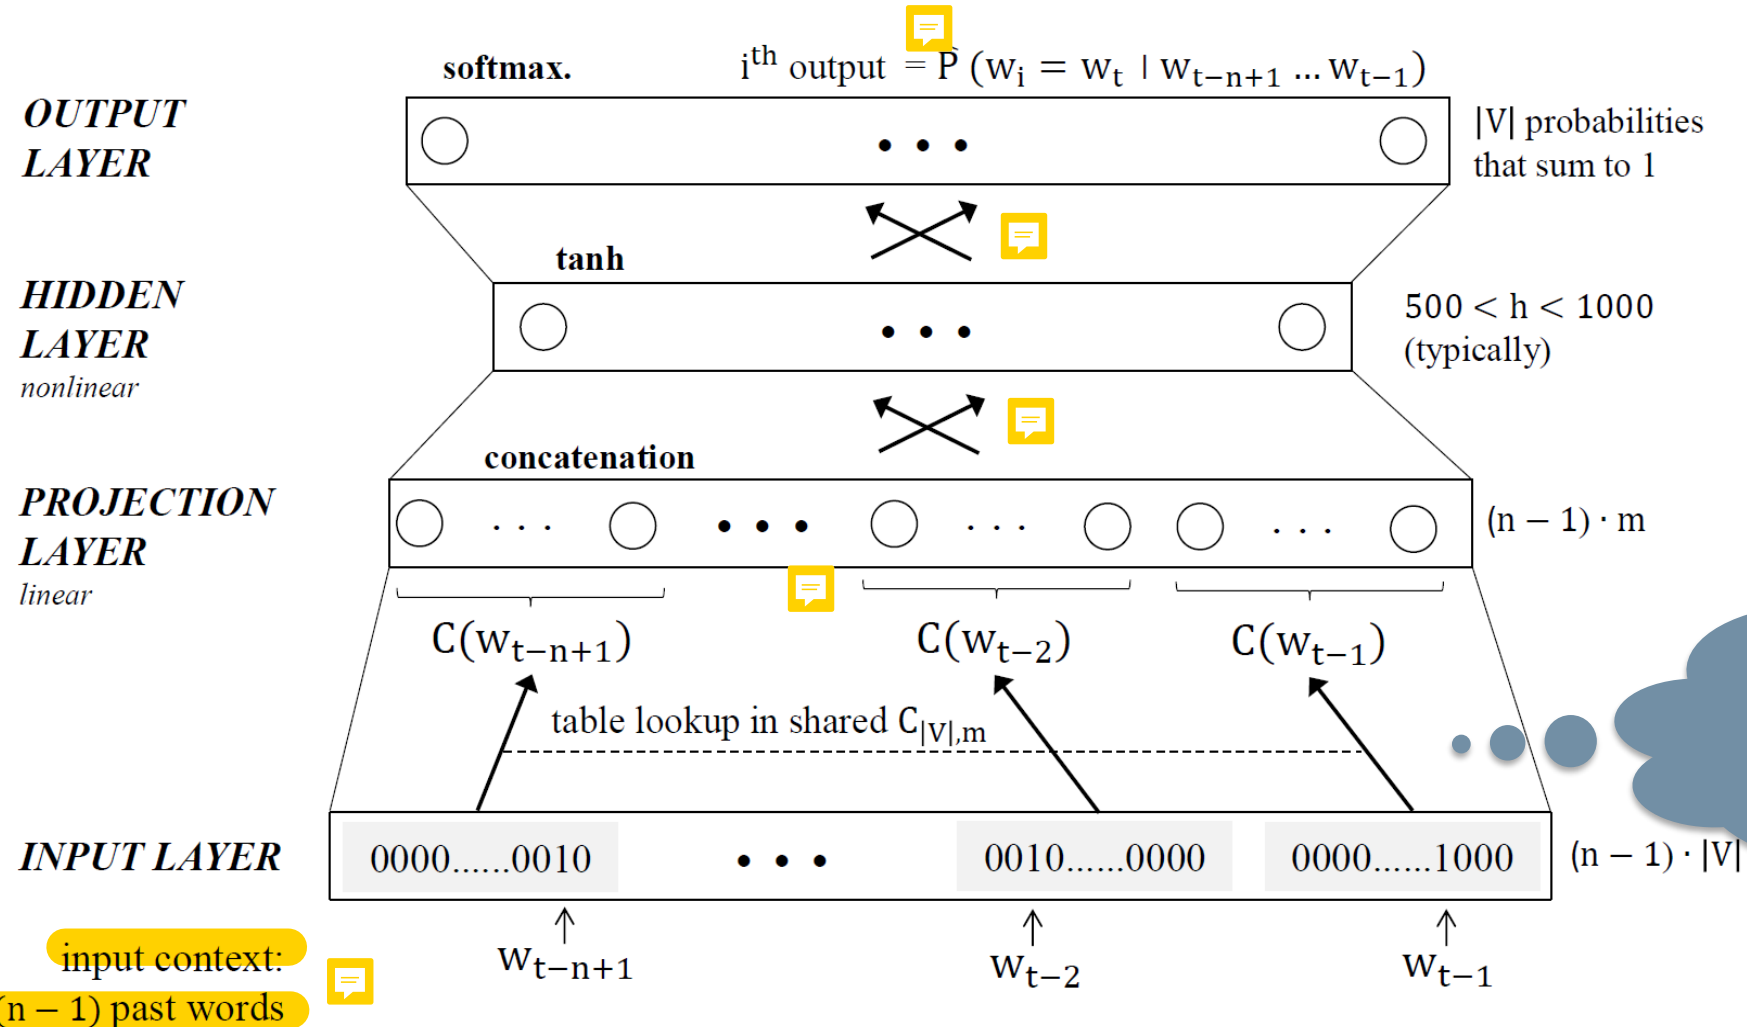 softmax. iᵗʰ output = P̂ (wᵢ = wₜ | wₜ₋ₙ₊₁ … wₜ₋₁)
OUTPUT
LAYER
|V| probabilities
that sum to 1
tanh
HIDDEN
LAYER
nonlinear
500 < h < 1000
(typically)
concatenation
PROJECTION
LAYER
linear
. . . • • • . . . . . .
(n − 1) · m
C(wₜ₋ₙ₊₁) C(wₜ₋₂) C(wₜ₋₁)
table lookup in shared C_|V|,m
INPUT LAYER
0000......0010 • • • 0010......0000 0000......1000
(n − 1) · |V|
input context:
(n − 1) past words
wₜ₋ₙ₊₁ wₜ₋₂ wₜ₋₁